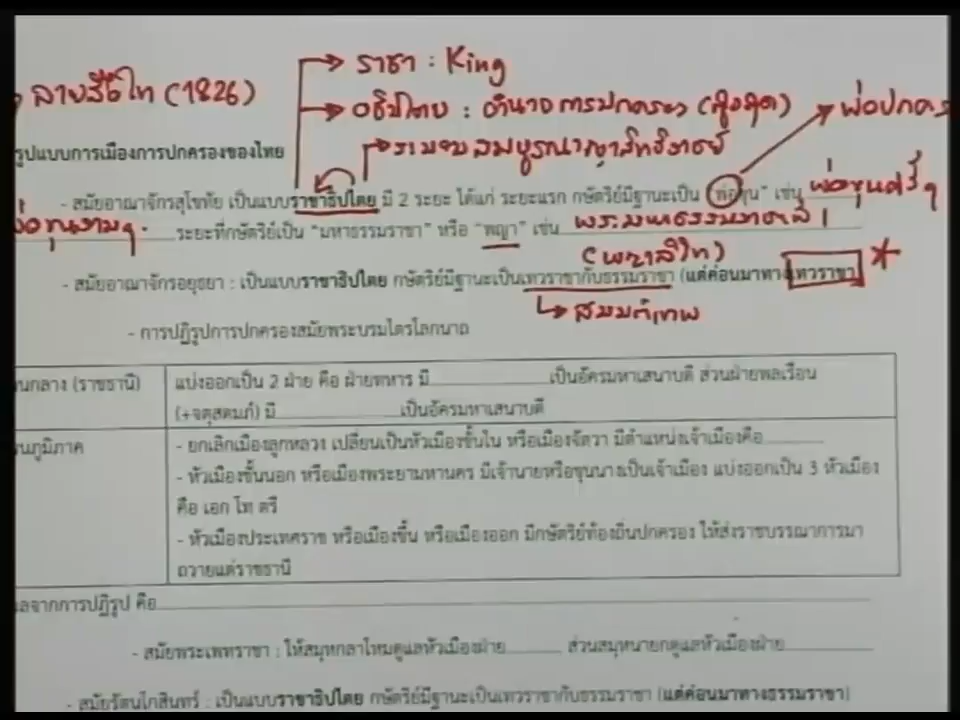 ราชา : King
ลายสือไท (1826)
อธิปไตย : อำนาจการปกครอง (สูงสุด)
พ่อปกคร
ระบอบสมบูรณาญาสิทธิราชย์
รูปแบบการเมืองการปกครองของไทย
- สมัยอาณาจักรสุโขทัย เป็นแบบราชาธิปไตย มี 2 ระยะ ได้แก่ ระยะแรก กษัตริย์มีฐานะเป็น "พ่อขุน" เช่น พ่อขุนศรีฯ
พ่อขุนรามฯ ระยะที่กษัตริย์เป็น "มหาธรรมราชา" หรือ "พญา" เช่น พระมหาธรรมราชาที่ 1
(พญาลิไท)
- สมัยอาณาจักรอยุธยา : เป็นแบบราชาธิปไตย กษัตริย์มีฐานะเป็นเทวราชากับธรรมราชา (แต่ค่อนมาทางเทวราชา
สมมติเทพ
- การปฏิรูปการปกครองสมัยพระบรมไตรโลกนาถ
นกลาง (ราชธานี) แบ่งออกเป็น 2 ฝ่าย คือ ฝ่ายทหาร มี..........เป็นอัครมหาเสนาบดี ส่วนฝ่ายพลเรือน
(+จตุสดมภ์) มี..........เป็นอัครมหาเสนาบดี
นภูมิภาค - ยกเลิกเมืองลูกหลวง เปลี่ยนเป็นหัวเมืองชั้นใน หรือเมืองจัตวา มีตำแหน่งเจ้าเมืองคือ..........
- หัวเมืองชั้นนอก หรือเมืองพระยามหานคร มีเจ้านายหรือขุนนางเป็นเจ้าเมือง แบ่งออกเป็น 3 หัวเมือง
คือ เอก โท ตรี
- หัวเมืองประเทศราช หรือเมืองขึ้น หรือเมืองออก มีกษัตริย์ท้องถิ่นปกครอง ให้ส่งราชบรรณาการมา
ถวายแด่ราชธานี
ลจากการปฏิรูป คือ..........
- สมัยพระเพทราชา : ให้สมุหกลาโหมดูแลหัวเมืองฝ่าย.......... ส่วนสมุหนายกดูแลหัวเมืองฝ่าย..........
- สมัยรัตนโกสินทร์ : เป็นแบบราชาธิปไตย กษัตริย์มีฐานะเป็นเทวราชากับธรรมราชา (แต่ค่อนมาทางธรรมราชา)